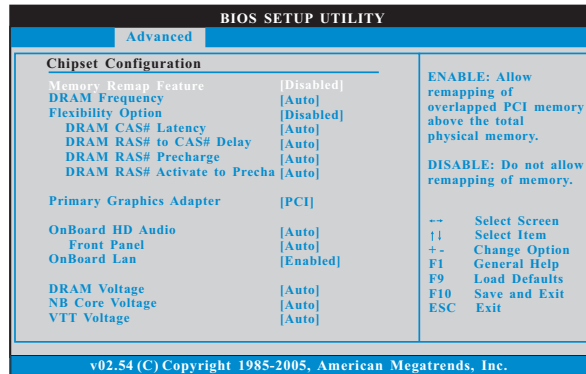 BIOS SETUP UTILITY
Advanced
Chipset Configuration
Memory Remap Feature [Disabled]
DRAM Frequency [Auto]
Flexibility Option [Disabled]
DRAM CAS# Latency [Auto]
DRAM RAS# to CAS# Delay [Auto]
DRAM RAS# Precharge [Auto]
DRAM RAS# Activate to Precha [Auto]
Primary Graphics Adapter [PCI]
OnBoard HD Audio [Auto]
Front Panel [Auto]
OnBoard Lan [Enabled]
DRAM Voltage [Auto]
NB Core Voltage [Auto]
VTT Voltage [Auto]
ENABLE: Allow
remapping of
overlapped PCI memory
above the total
physical memory.
DISABLE: Do not allow
remapping of memory.
←→ Select Screen
↑↓ Select Item
+ - Change Option
F1 General Help
F9 Load Defaults
F10 Save and Exit
ESC Exit
v02.54 (C) Copyright 1985-2005, American Megatrends, Inc.